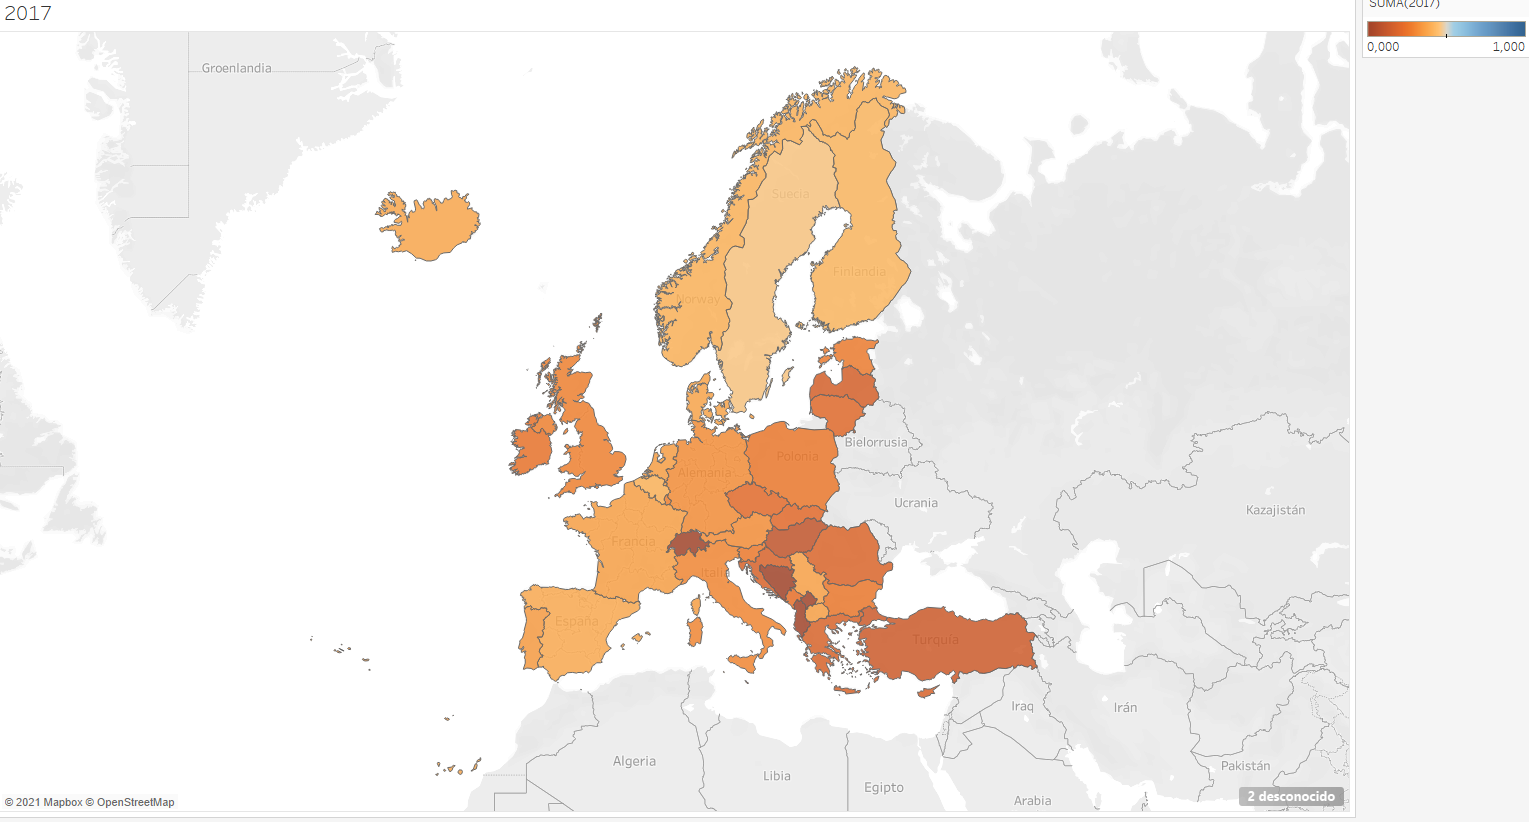 2017
SUMA(2017)
0,000
1,000
Groenlandia
Suecia
Finlandia
Norway
Bielorrusia
Polonia
Alemania
Ucrania
Kazajistán
Francia
Italia
España
Turquía
Iraq
Irán
Argelia
Libia
Egipto
Pakistán
Arabia
© 2021 Mapbox © OpenStreetMap
2 desconocido